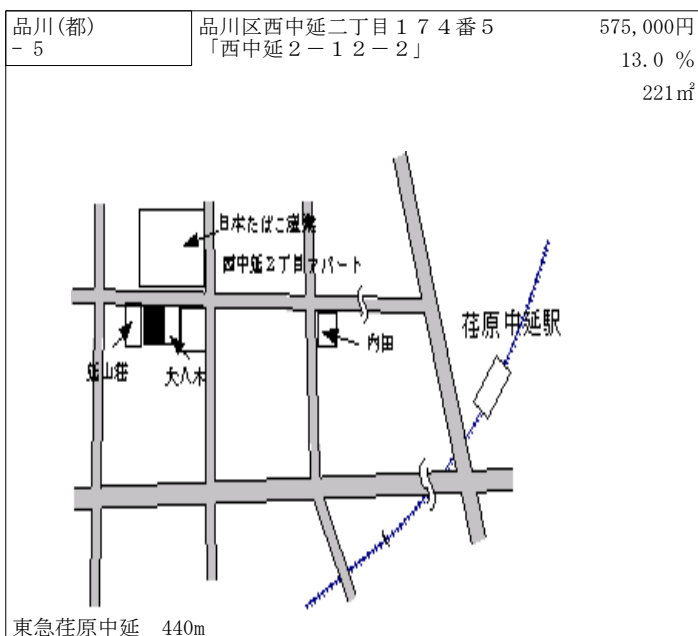 品川(都)
- 5
品川区西中延二丁目１７４番５
「西中延２－１２－２」
575,000円
13.0 %
221㎡
日本たばこ産業
西中延２丁目アパート
荏原中延駅
内田
延山荘
大八木
東急荏原中延 440m